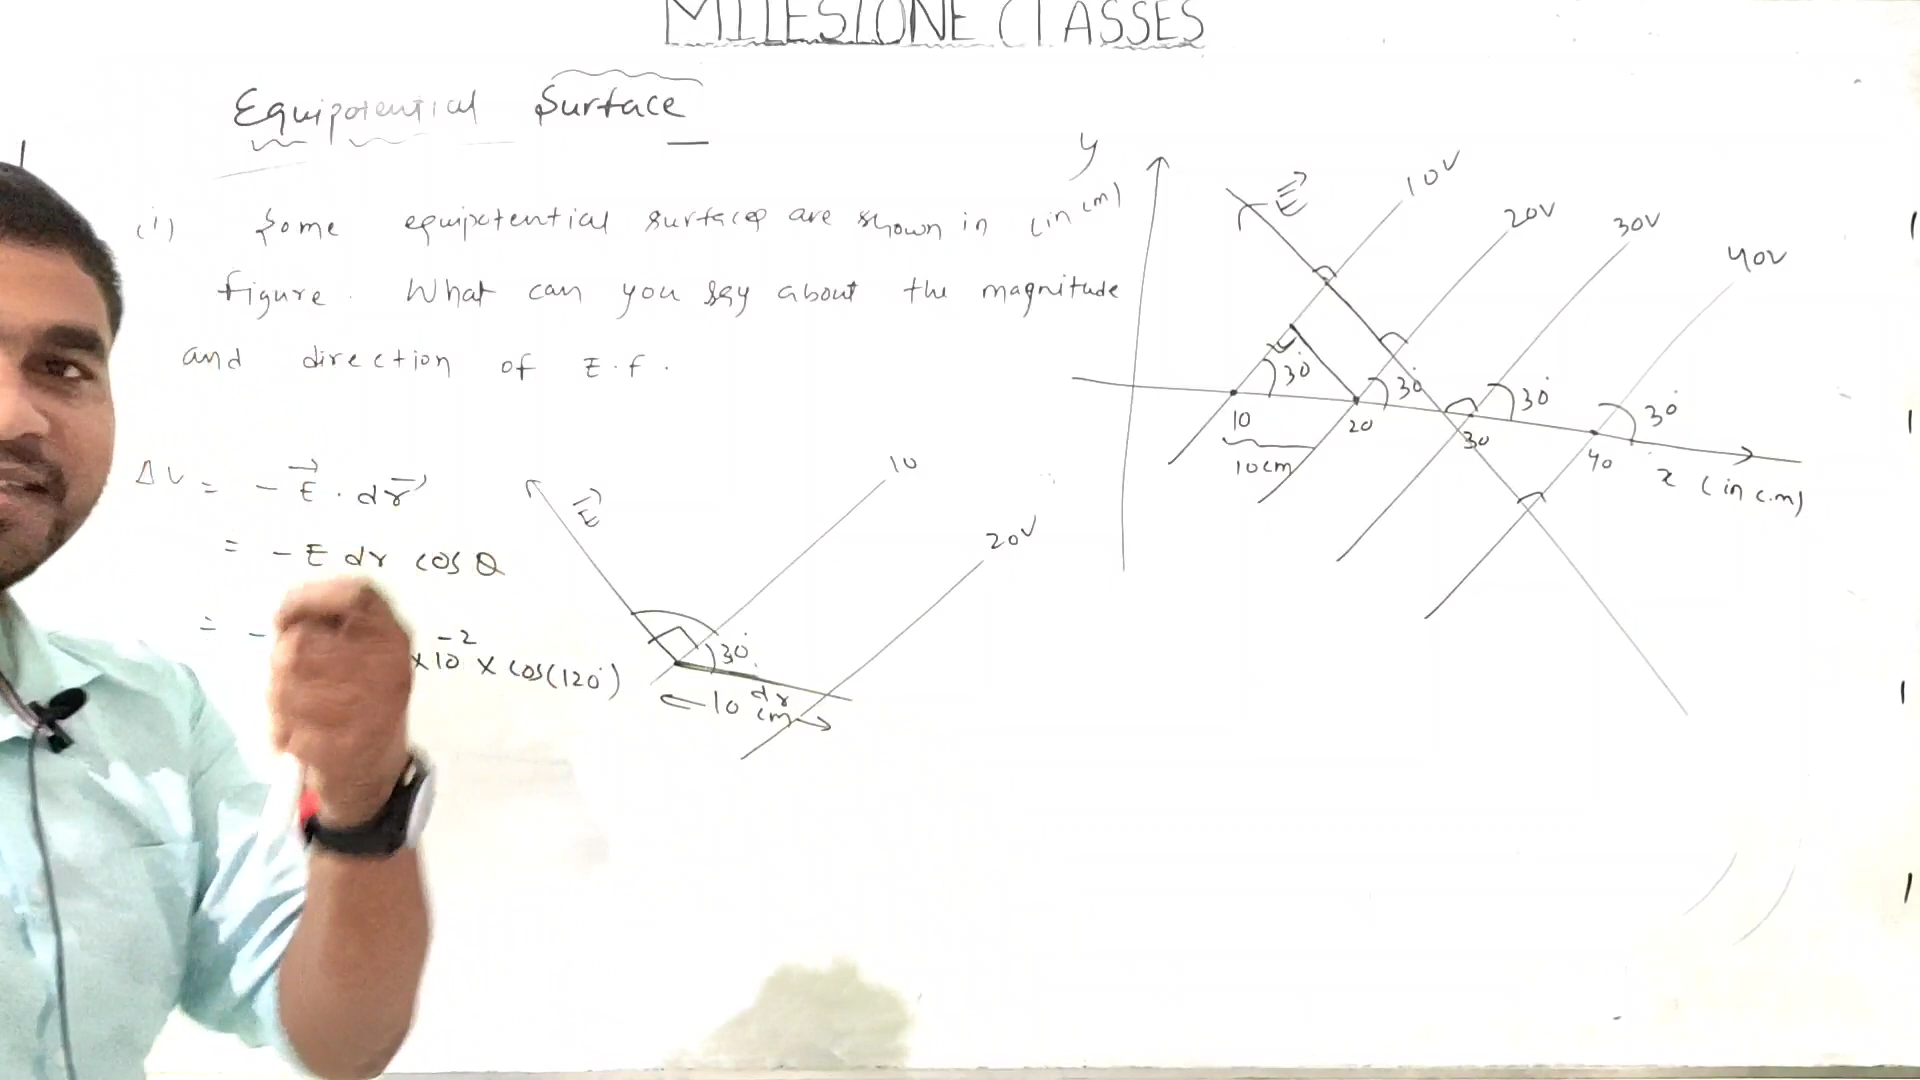 MILESTONE CLASSES
Equipotential Surface
(i) Some equipotential surfaces are shown in (in cm)
figure. What can you say about the magnitude
and direction of E.f.
ΔV = - E⃗ . dr⃗
= - E dr cos θ
= - x 10⁻² x cos(120°)
E⃗
10
20V
30°
10 cm
dr
y
E⃗
10V
20V
30V
40V
30°
30°
30°
30°
10
20
30
40
10cm
x (in c.m)